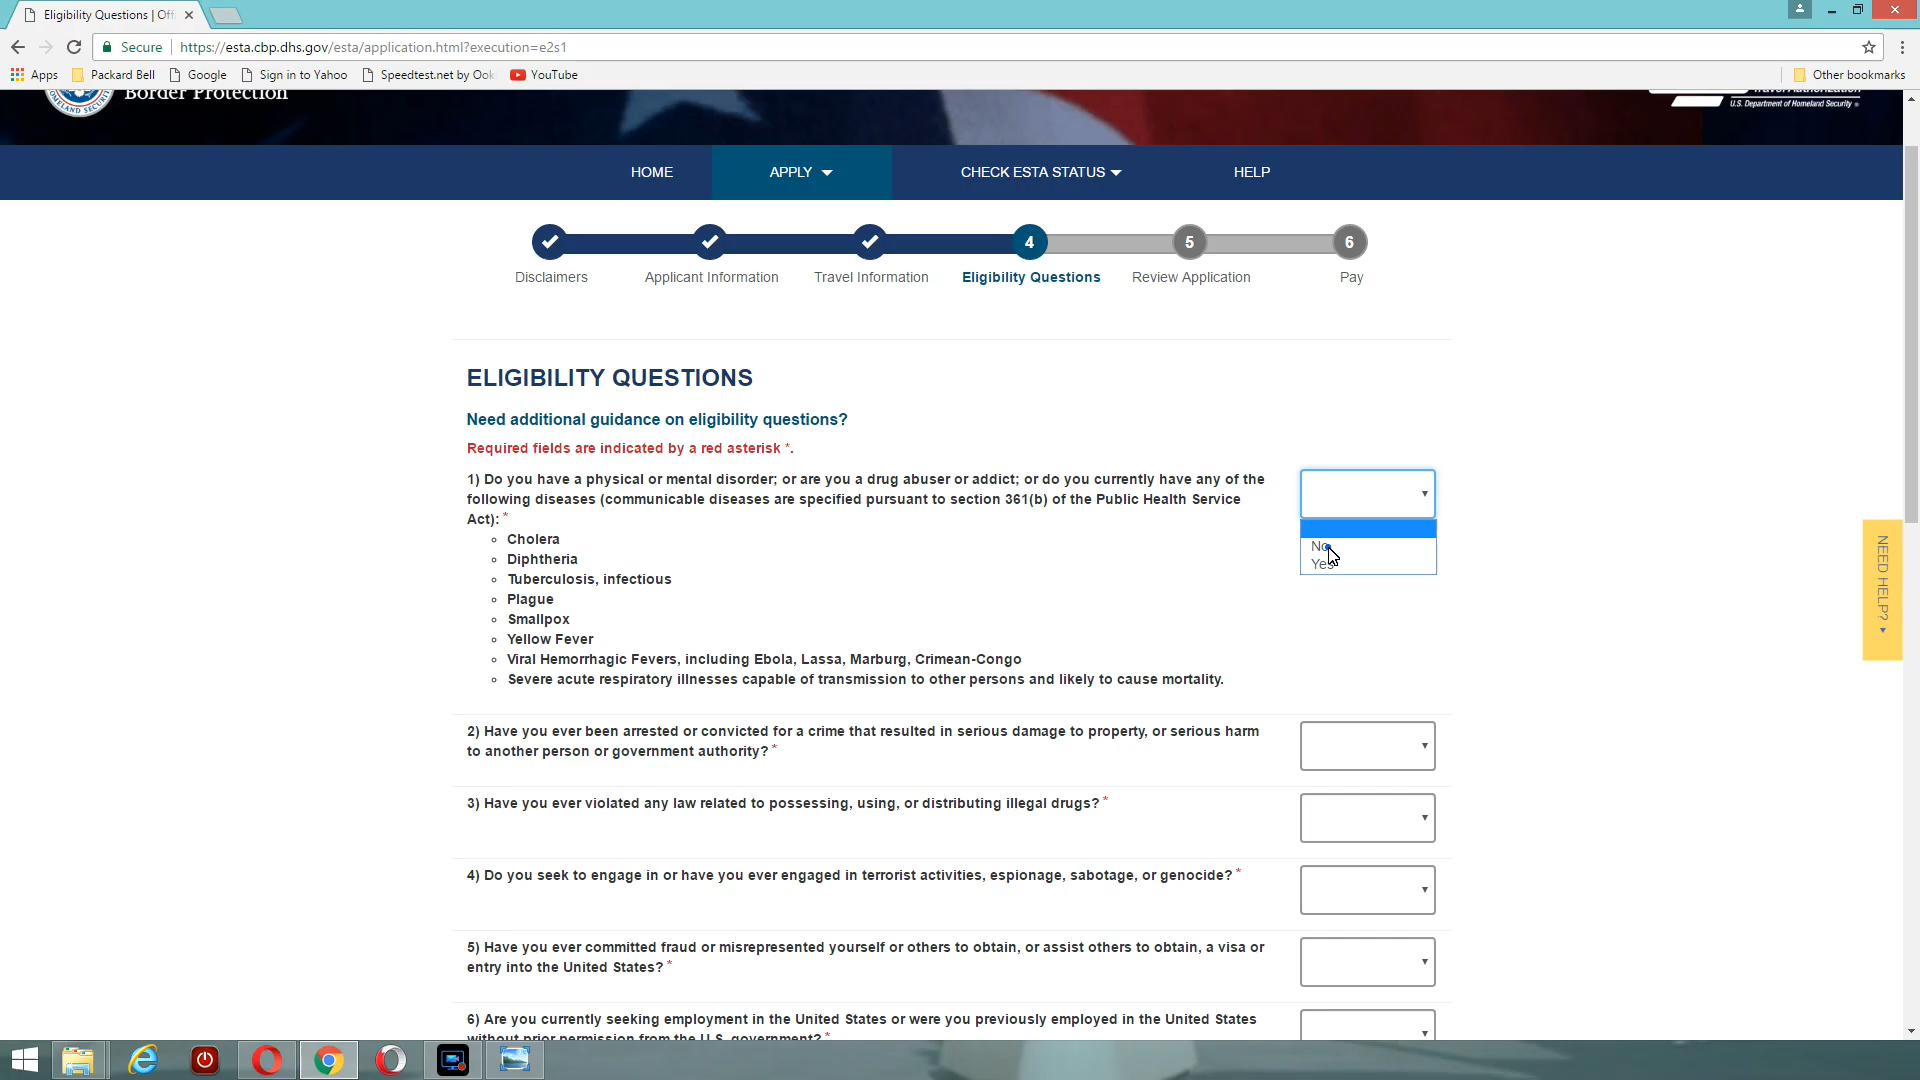 Eligibility Questions | Off
Secure https://esta.cbp.dhs.gov/esta/application.html?execution=e2s1
Apps Packard Bell Google Sign in to Yahoo Speedtest.net by Ook YouTube Other bookmarks
HOMELAND SECURITY
Border Protection
Travel Authorization
U.S. Department of Homeland Security
HOME APPLY CHECK ESTA STATUS HELP
4 5 6
Disclaimers Applicant Information Travel Information Eligibility Questions Review Application Pay
ELIGIBILITY QUESTIONS
Need additional guidance on eligibility questions?
Required fields are indicated by a red asterisk *.
1) Do you have a physical or mental disorder; or are you a drug abuser or addict; or do you currently have any of the
following diseases (communicable diseases are specified pursuant to section 361(b) of the Public Health Service
Act): *
Cholera
Diphtheria
Tuberculosis, infectious
Plague
Smallpox
Yellow Fever
Viral Hemorrhagic Fevers, including Ebola, Lassa, Marburg, Crimean-Congo
Severe acute respiratory illnesses capable of transmission to other persons and likely to cause mortality.
No
Yes
NEED HELP?
2) Have you ever been arrested or convicted for a crime that resulted in serious damage to property, or serious harm
to another person or government authority? *
3) Have you ever violated any law related to possessing, using, or distributing illegal drugs? *
4) Do you seek to engage in or have you ever engaged in terrorist activities, espionage, sabotage, or genocide? *
5) Have you ever committed fraud or misrepresented yourself or others to obtain, or assist others to obtain, a visa or
entry into the United States? *
6) Are you currently seeking employment in the United States or were you previously employed in the United States
without prior permission from the U.S. government? *